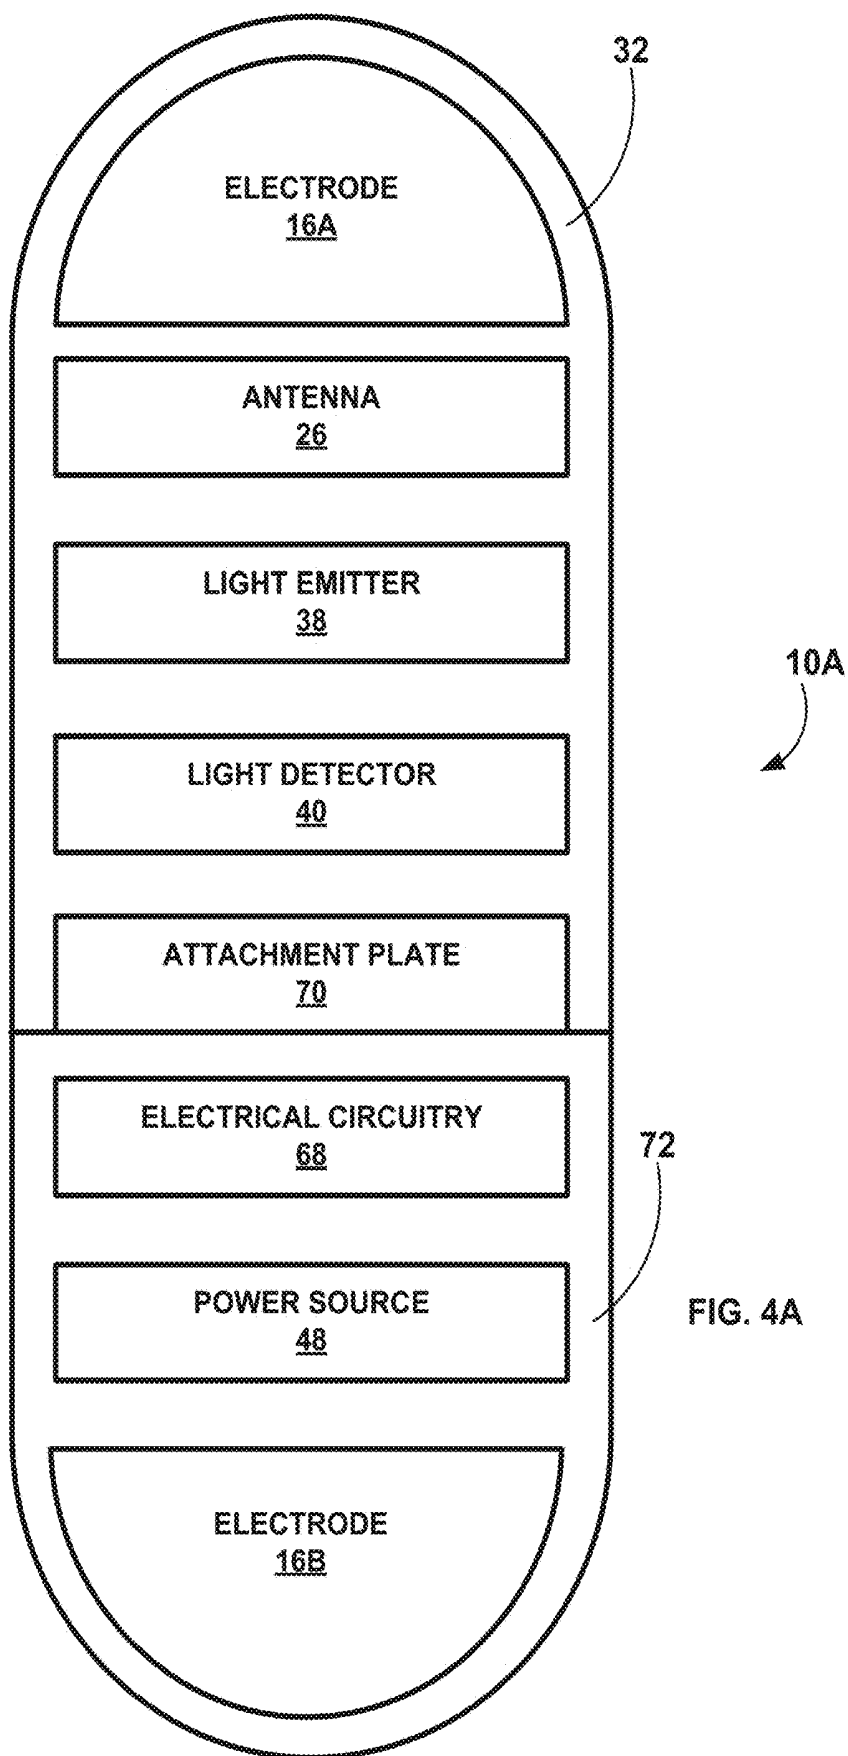 32
ELECTRODE
16A
ANTENNA
26
LIGHT EMITTER
38
10A
LIGHT DETECTOR
40
ATTACHMENT PLATE
70
ELECTRICAL CIRCUITRY
68
72
POWER SOURCE
48
FIG. 4A
ELECTRODE
16B